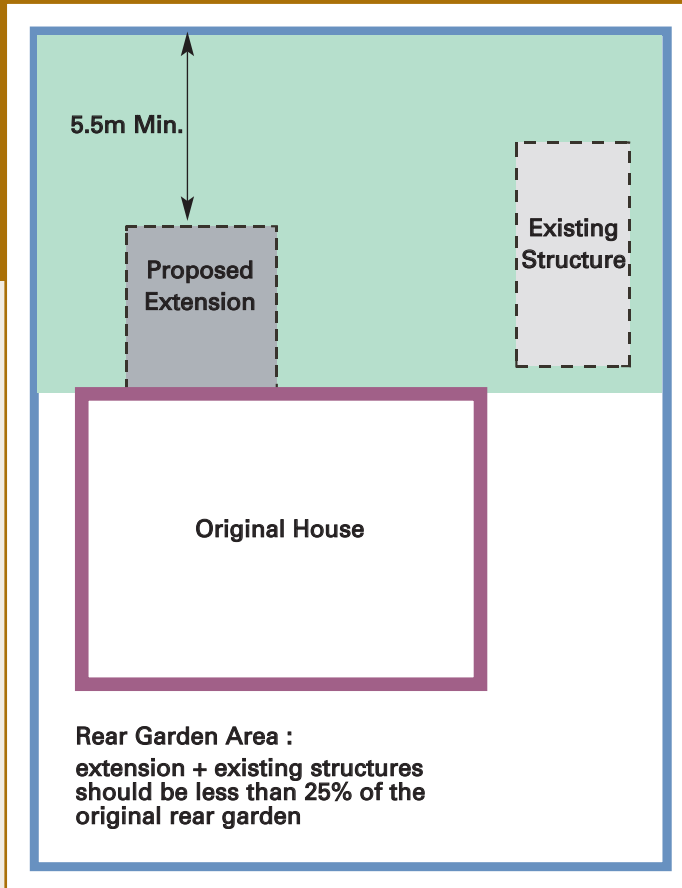 5.5m Min.
Existing
Structure
Proposed
Extension
Original House
Rear Garden Area :
extension + existing structures
should be less than 25% of the
original rear garden